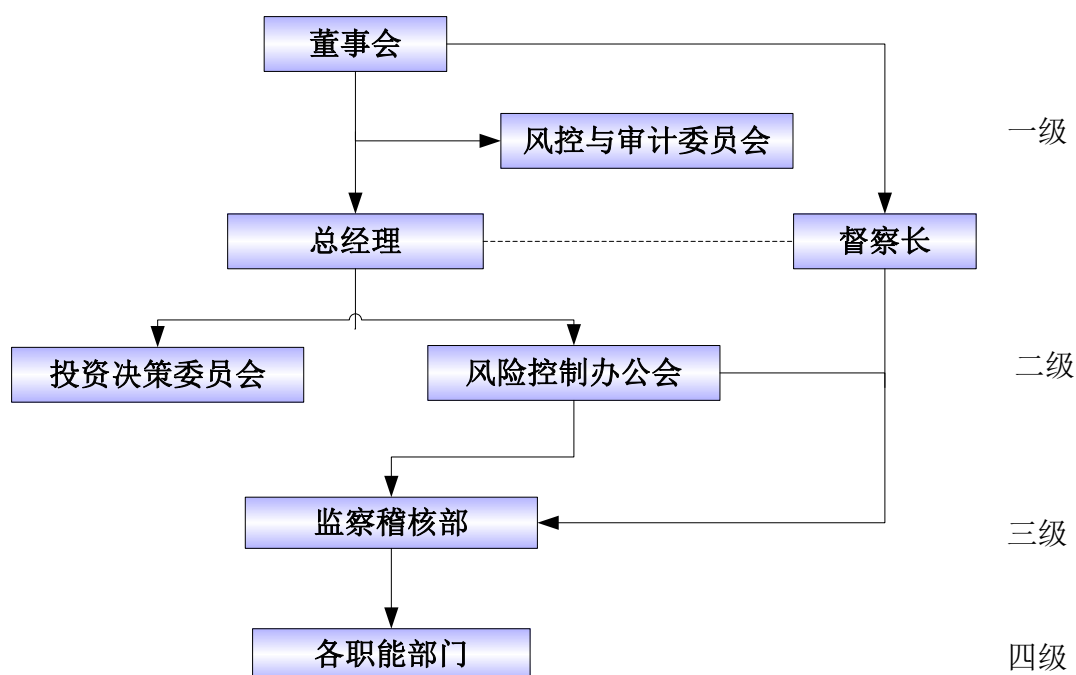 董事会
风控与审计委员会
一级
总经理
督察长
投资决策委员会
风险控制办公会
二级
监察稽核部
三级
各职能部门
四级